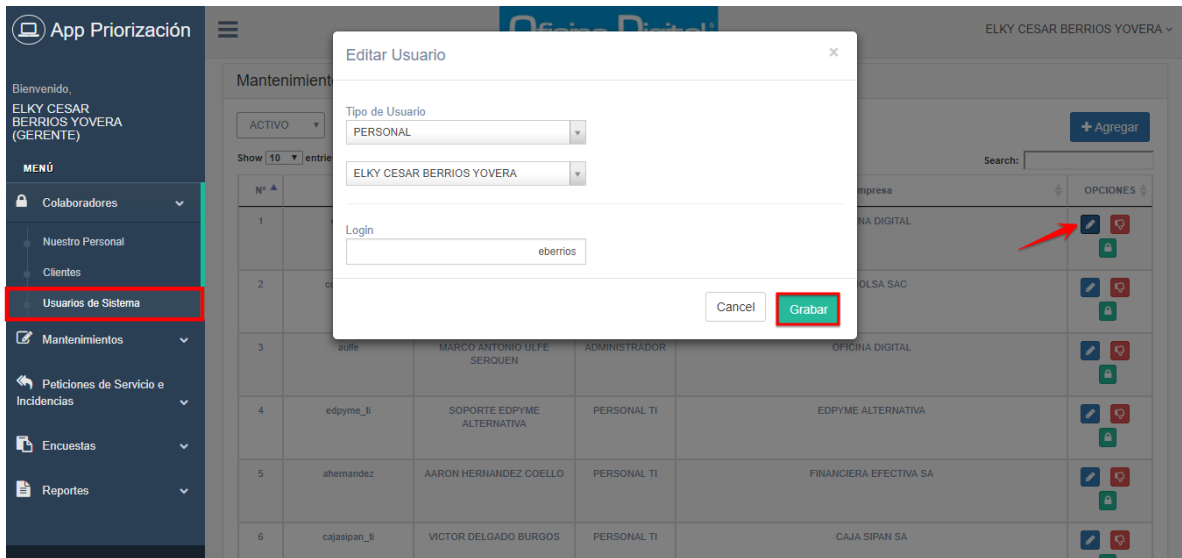 App Priorización
Oficina Digital
ELKY CESAR BERRIOS YOVERA
Bienvenido,
ELKY CESAR
BERRIOS YOVERA
(GERENTE)
MENÚ
Colaboradores
Nuestro Personal
Clientes
Usuarios de Sistema
Mantenimientos
Peticiones de Servicio e
Incidencias
Encuestas
Reportes
Editar Usuario
×
Tipo de Usuario
PERSONAL
ELKY CESAR BERRIOS YOVERA
Login
eberrios
Cancel
Grabar
Mantenimient
ACTIVO
+ Agregar
Show 10 entrie
Search:
N°
mpresa
OPCIONES
1
NA DIGITAL
2
OLSA SAC
3
aulfe
MARCO ANTONIO ULFE
SERQUEN
ADMINISTRADOR
OFICINA DIGITAL
4
edpyme_ti
SOPORTE EDPYME
ALTERNATIVA
PERSONAL TI
EDPYME ALTERNATIVA
5
ahernandez
AARON HERNANDEZ COELLO
PERSONAL TI
FINANCIERA EFECTIVA SA
6
cajasipan_ti
VICTOR DELGADO BURGOS
PERSONAL TI
CAJA SIPAN SA